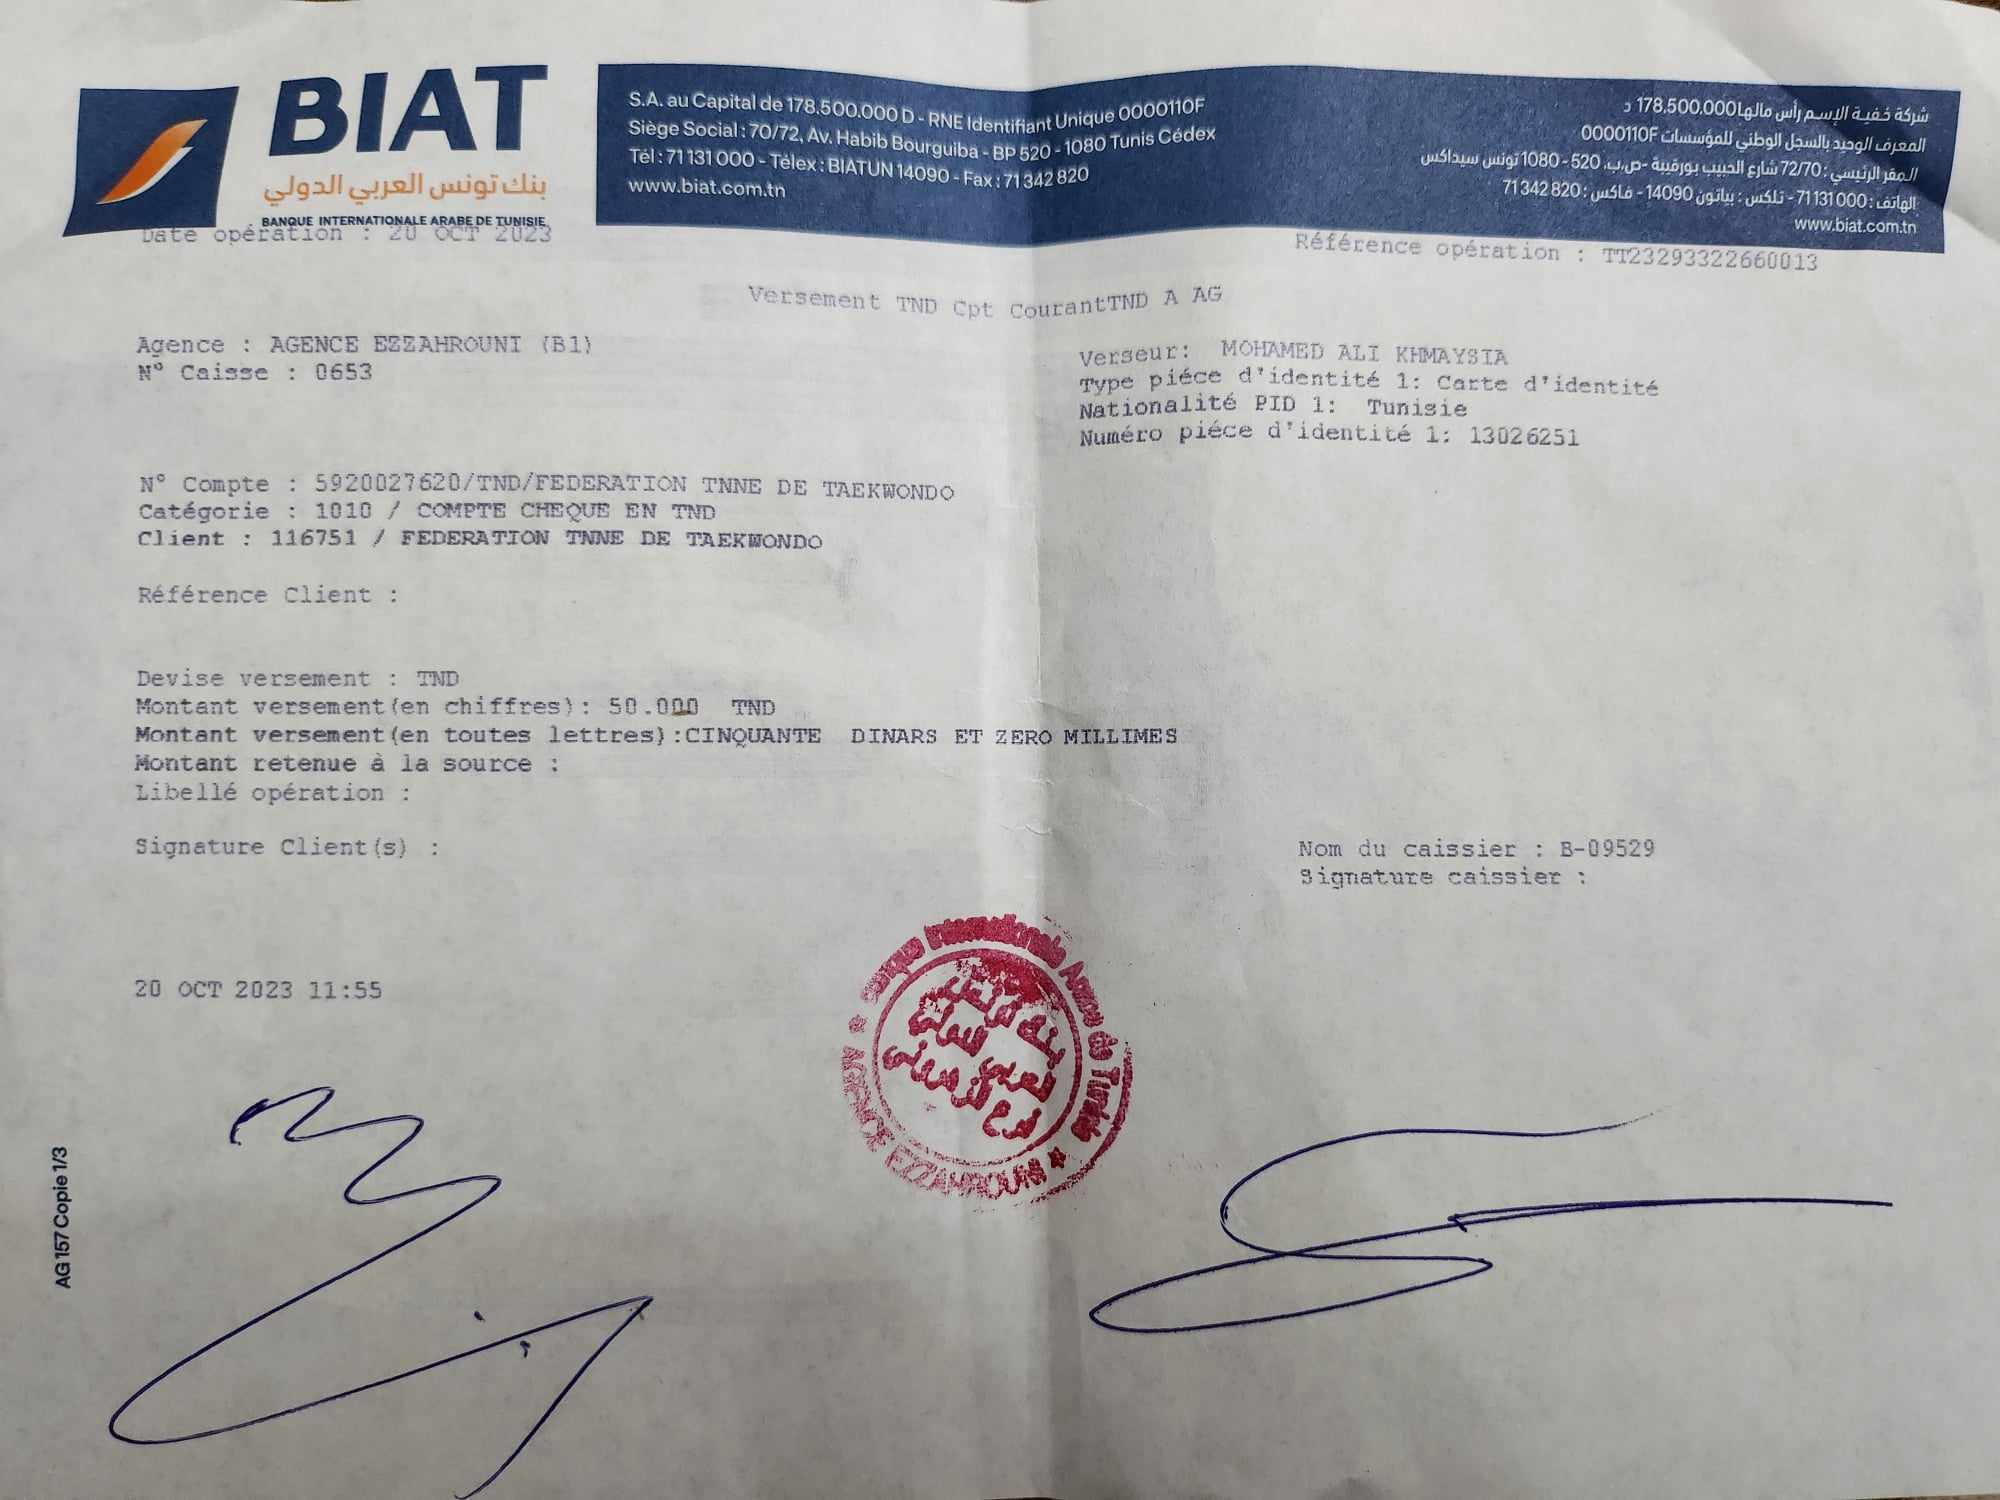 BIAT
بنك تونس العربي الدولي
BANQUE INTERNATIONALE ARABE DE TUNISIE
S.A. au Capital de 178.500.000 D - RNE Identifiant Unique 0000110F
Siège Social : 70/72, Av. Habib Bourguiba - BP 520 - 1080 Tunis Cédex
Tél : 71 131 000 - Télex : BIATUN 14090 - Fax : 71 342 820
www.biat.com.tn
شركة خفية الإسم رأس مالها 178.500.000 د
المعرف الوحيد بالسجل الوطني للمؤسسات 0000110F
المقر الرئيسي : 72/70 شارع الحبيب بورقيبة -ص.ب. 520 - 1080 تونس سيداكس
الهاتف : 71131000 - تلكس : بياتون 14090 - فاكس : 71342820
www.biat.com.tn
Date opération : 20 OCT 2023
Référence opération : TT23293322660013
Versement TND Cpt CourantTND A AG
Agence : AGENCE EZZAHROUNI (B1)
N° Caisse : 0653
Verseur: MOHAMED ALI KHMAYSIA
Type piéce d'identité 1: Carte d'identité
Nationalité PID 1: Tunisie
Numéro piéce d'identité 1: 13026251
N° Compte : 5920027620/TND/FEDERATION TNNE DE TAEKWONDO
Catégorie : 1010 / COMPTE CHEQUE EN TND
Client : 116751 / FEDERATION TNNE DE TAEKWONDO
Référence Client :
Devise versement : TND
Montant versement(en chiffres): 50.000 TND
Montant versement(en toutes lettres):CINQUANTE DINARS ET ZERO MILLIMES
Montant retenue à la source :
Libellé opération :
Signature Client(s) :
Nom du caissier : B-09529
Signature caissier :
20 OCT 2023 11:55
Banque Internationale Arabe de Tunisie
AGENCE EZZAHROUNI
AG 157 Copie 1/3